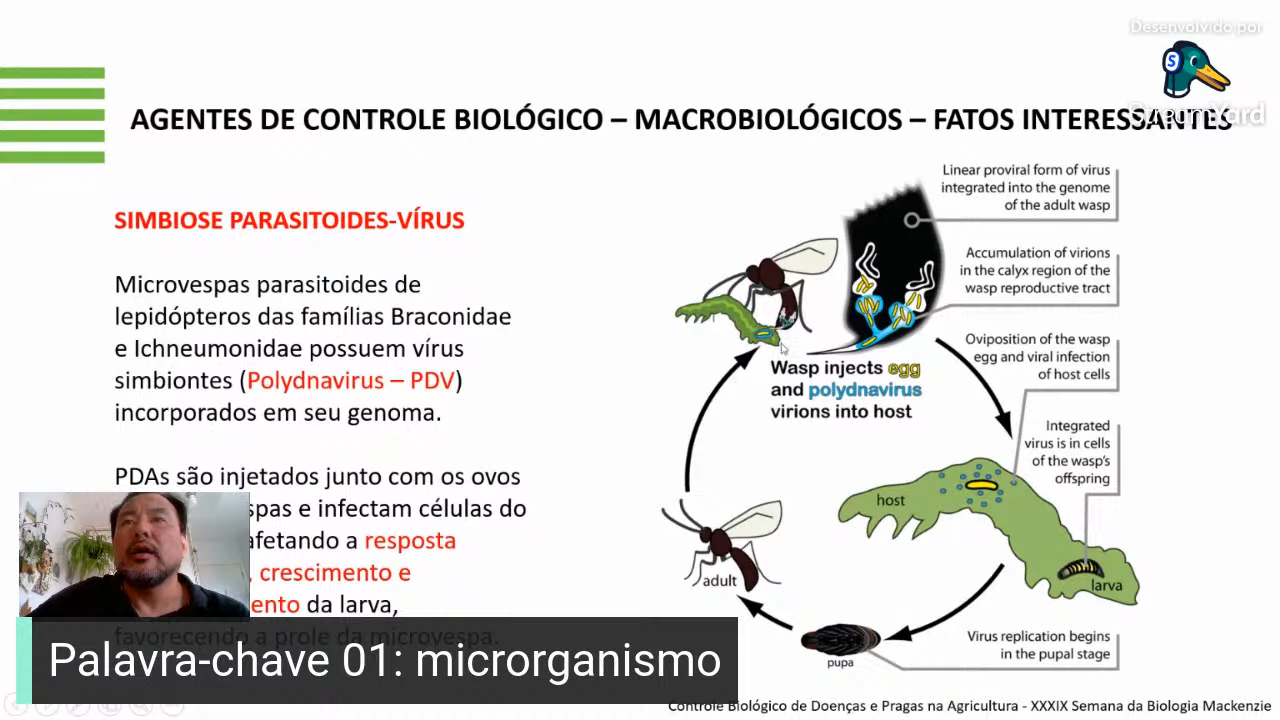 Desenvolvido por
StreamYard
AGENTES DE CONTROLE BIOLÓGICO – MACROBIOLÓGICOS – FATOS INTERESSANTES
SIMBIOSE PARASITOIDES-VÍRUS
Microvespas parasitoides de
lepidópteros das famílias Braconidae
e Ichneumonidae possuem vírus
simbiontes (Polydnavirus – PDV)
incorporados em seu genoma.
PDAs são injetados junto com os ovos
e infectam células do
resposta
crescimento e
da larva,
favorecendo a prole da microvespa.
Linear proviral form of virus
integrated into the genome
of the adult wasp
Accumulation of virions
in the calyx region of the
wasp reproductive tract
Wasp injects egg
and polydnavirus
virions into host
Oviposition of the wasp
egg and viral infection
of host cells
Integrated
virus is in cells
of the wasp's
offspring
host
larva
adult
pupa
Virus replication begins
in the pupal stage
Palavra-chave 01: microrganismo
Controle Biológico de Doenças e Pragas na Agricultura - XXXIX Semana da Biologia Mackenzie